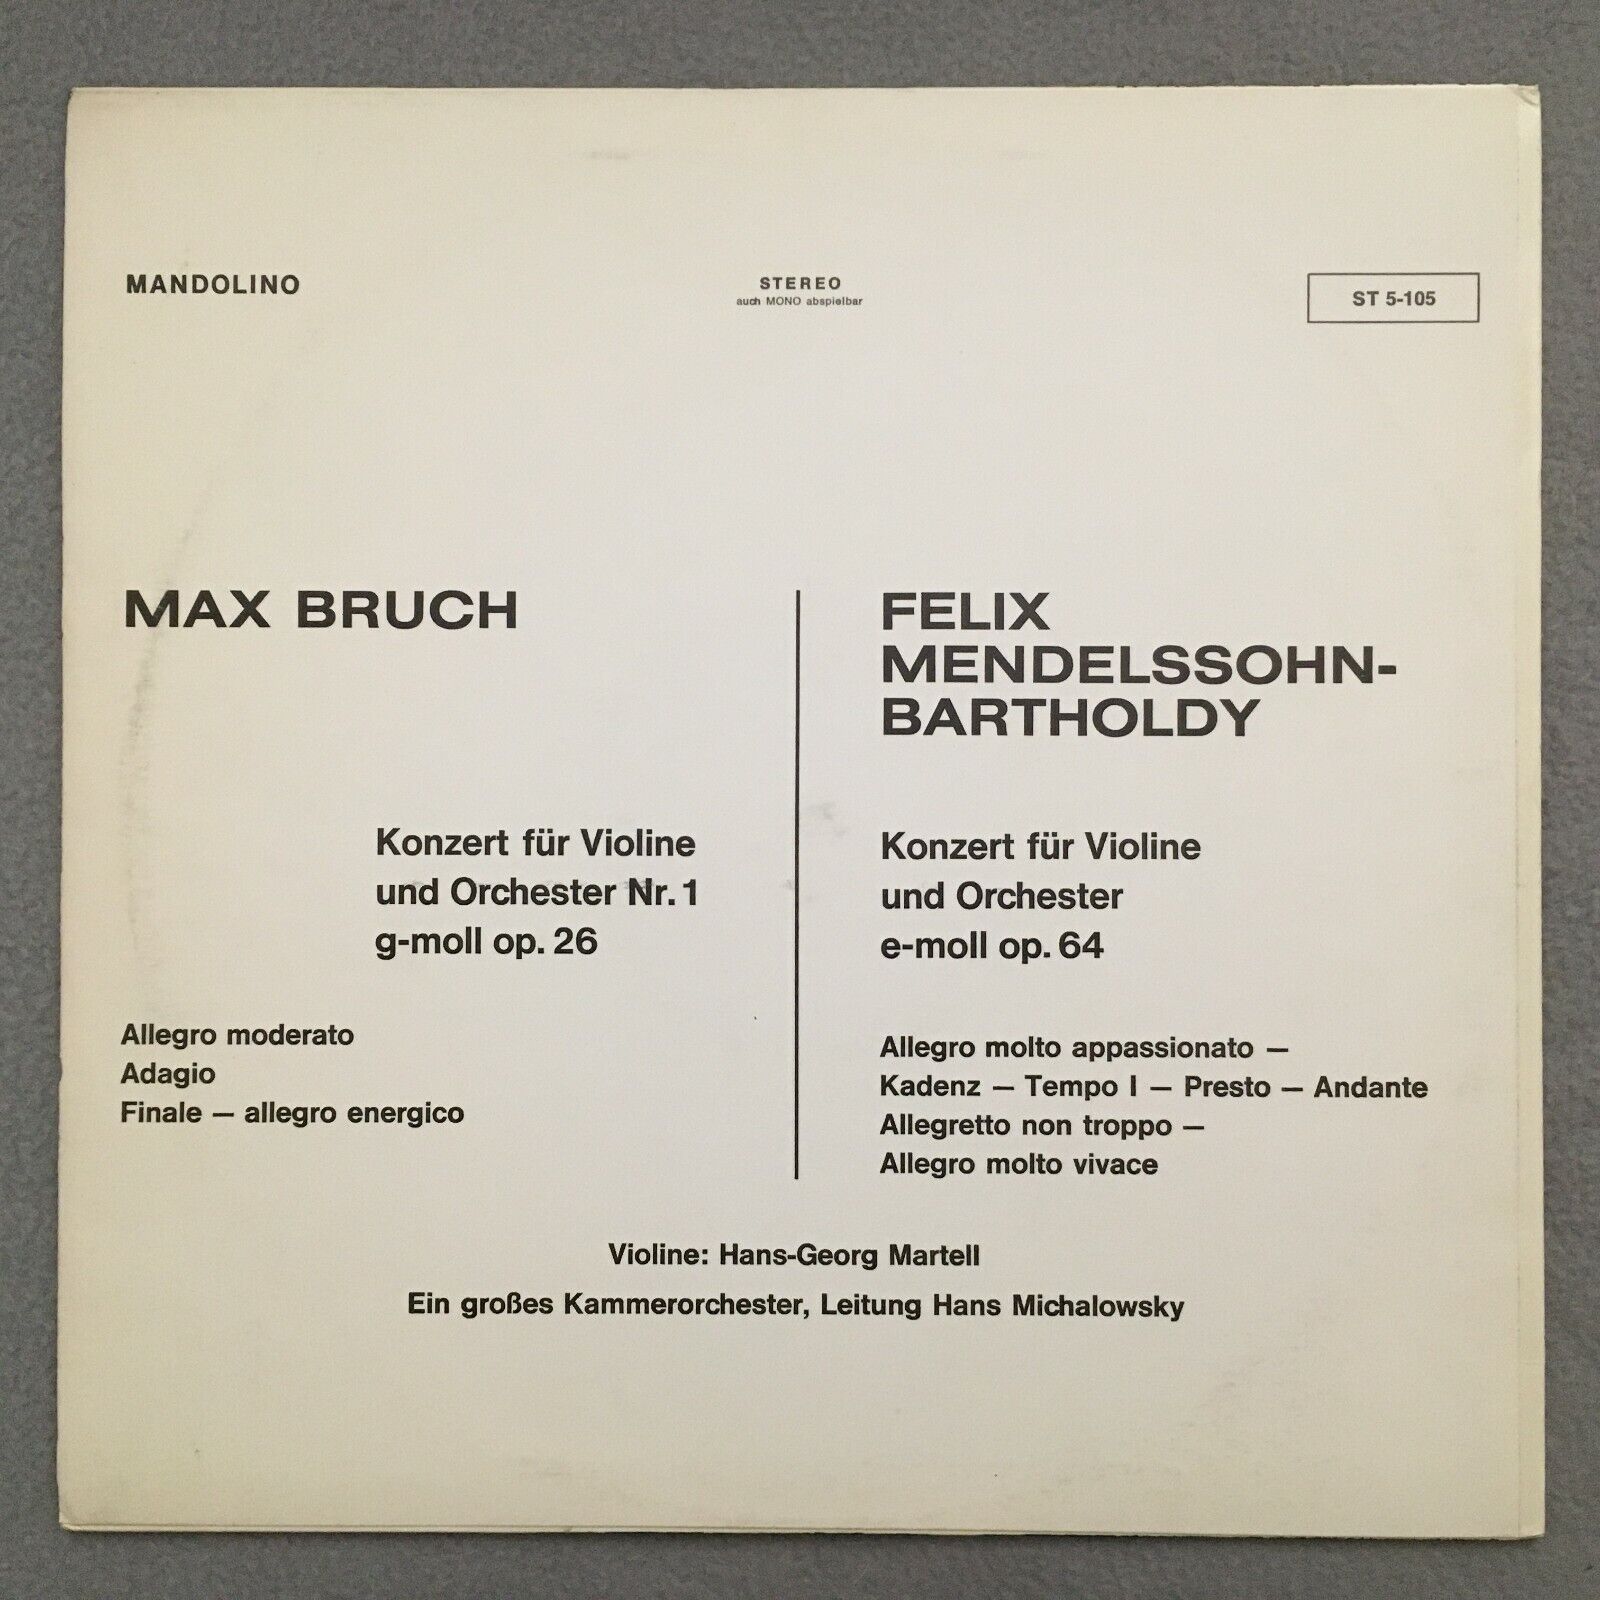 MANDOLINO
STEREO
auch MONO abspielbar
ST 5-105
MAX BRUCH
Konzert für Violine
und Orchester Nr. 1
g-moll op. 26
Allegro moderato
Adagio
Finale — allegro energico
FELIX
MENDELSSOHN-
BARTHOLDY
Konzert für Violine
und Orchester
e-moll op. 64
Allegro molto appassionato —
Kadenz — Tempo I — Presto — Andante
Allegretto non troppo —
Allegro molto vivace
Violine: Hans-Georg Martell
Ein großes Kammerorchester, Leitung Hans Michalowsky